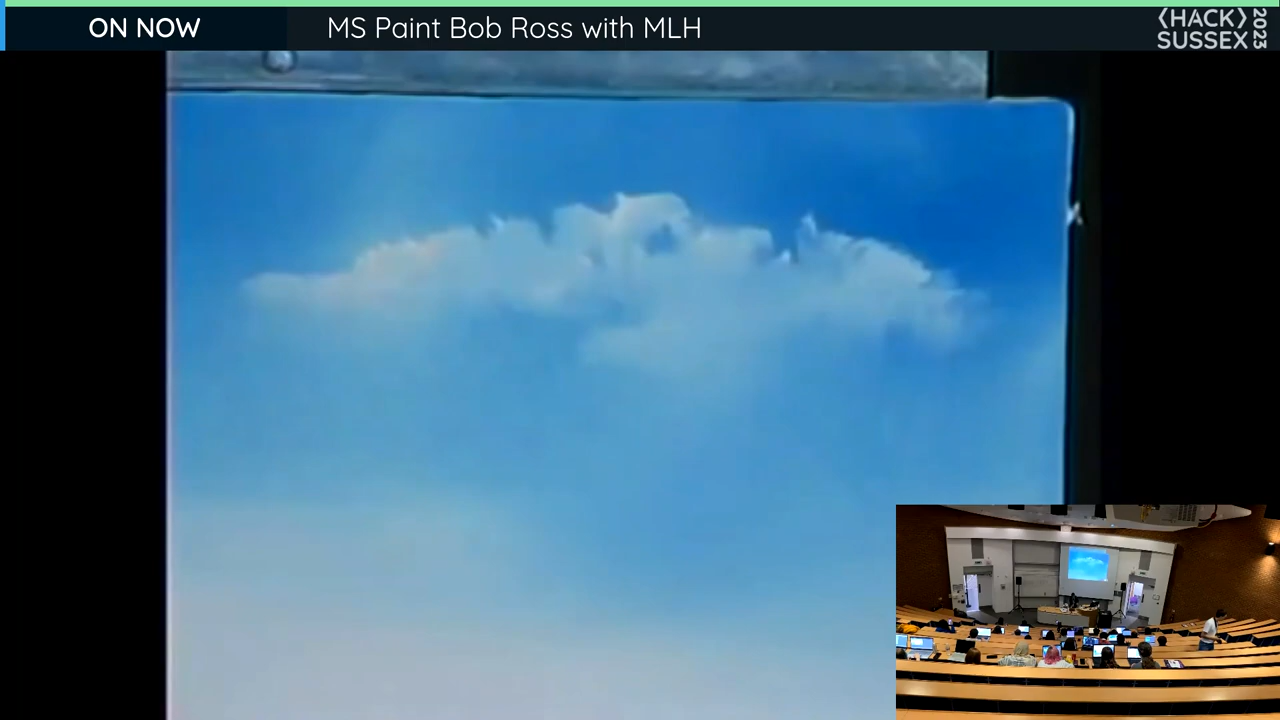 ON NOW
MS Paint Bob Ross with MLH
⟨HACK⟩
SUSSEX
2023